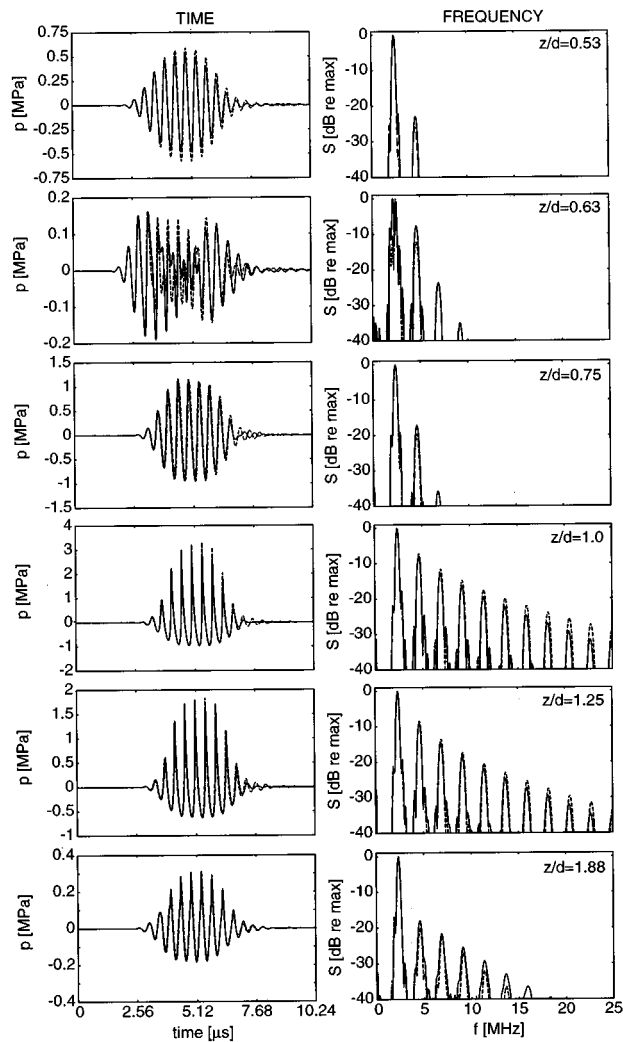 TIME FREQUENCY
0.75
0.5
0.25
0
-0.25
-0.5
-0.75
p [MPa]
0
-10
-20
-30
-40
S [dB re max]
z/d=0.53
0.2
0.1
0
-0.1
-0.2
p [MPa]
0
-10
-20
-30
-40
S [dB re max]
z/d=0.63
1.5
1
0.5
0
-0.5
-1
-1.5
p [MPa]
0
-10
-20
-30
-40
S [dB re max]
z/d=0.75
4
3
2
1
0
-1
-2
p [MPa]
0
-10
-20
-30
-40
S [dB re max]
z/d=1.0
2
1.5
1
0.5
0
-0.5
-1
p [MPa]
0
-10
-20
-30
-40
S [dB re max]
z/d=1.25
0.4
0.2
0
-0.2
-0.4
p [MPa]
0
-10
-20
-30
-40
S [dB re max]
z/d=1.88
0 2.56 5.12 7.68 10.24
time [µs]
0 5 10 15 20 25
f [MHz]